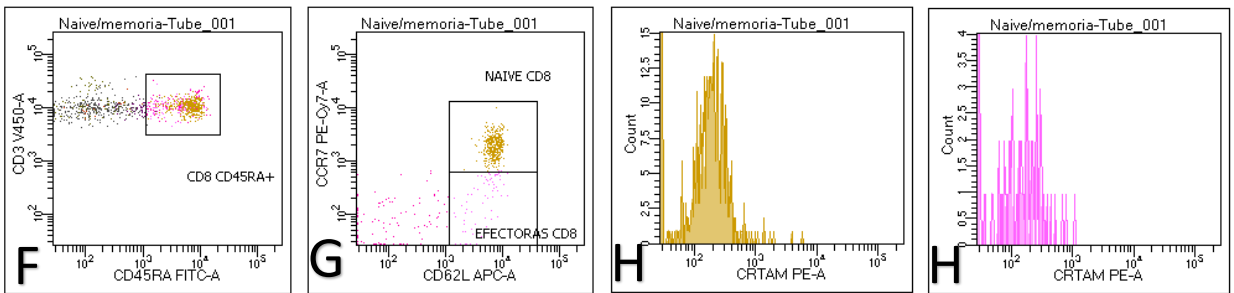 Naive/memoria-Tube_001
CD3 V450-A
10^5
10^4
10^3
10^2
CD8 CD45RA+
10^2 10^3 10^4 10^5
CD45RA FITC-A
F
Naive/memoria-Tube_001
CCR7 PE-Cy7-A
10^5
10^4
10^3
10^2
NAIVE CD8
EFECTORAS CD8
10^2 10^3 10^4 10^5
CD62L APC-A
G
Naive/memoria-Tube_001
Count
15
12.5
10
7.5
5
2.5
0
10^2 10^3 10^4 10^5
CRTAM PE-A
H
Naive/memoria-Tube_001
Count
4
3.5
3
2.5
2
1.5
1
0.5
0
10^2 10^3 10^4 10^5
CRTAM PE-A
H